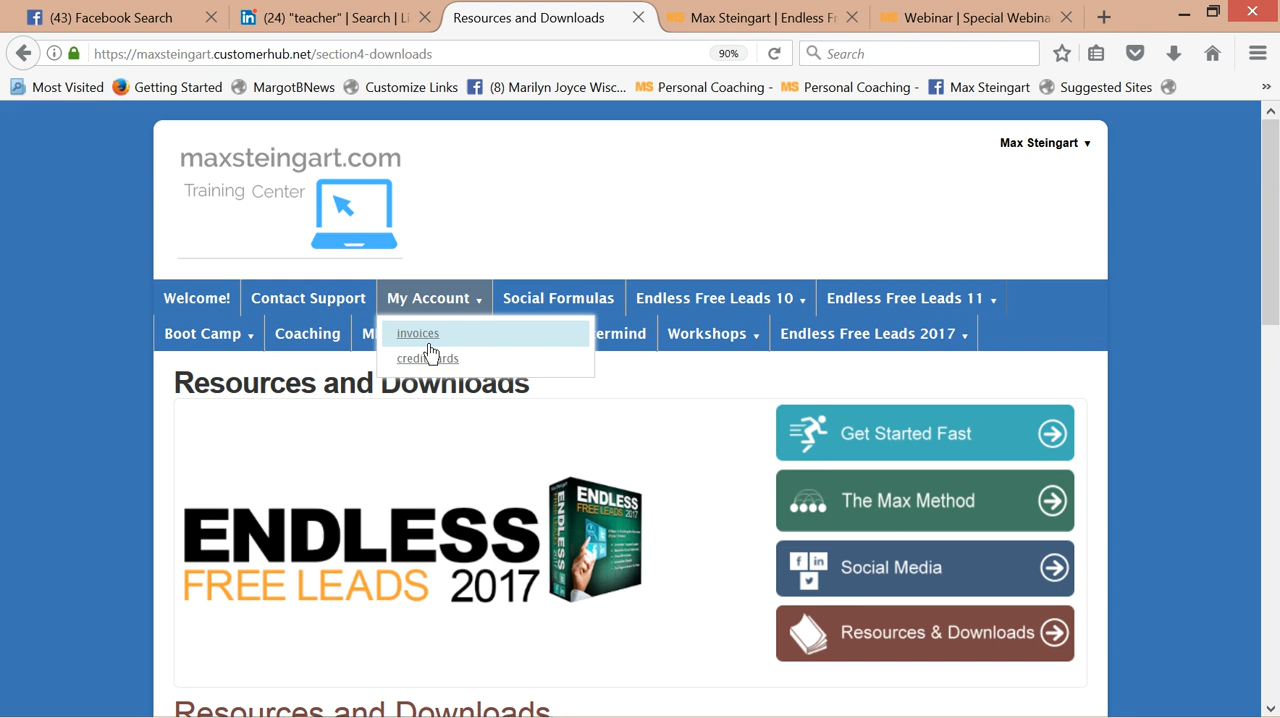 (43) Facebook Search
(24) "teacher" | Search | Li
Resources and Downloads
Max Steingart | Endless Fr
Webinar | Special Webina
https://maxsteingart.customerhub.net/section4-downloads
90%
Search
Most Visited
Getting Started
MargotBNews
Customize Links
(8) Marilyn Joyce Wisc...
Personal Coaching -
Personal Coaching -
Max Steingart
Suggested Sites
maxsteingart.com
Training Center
Max Steingart
Welcome!
Contact Support
My Account
Social Formulas
Endless Free Leads 10
Endless Free Leads 11
Boot Camp
Coaching
Workshops
Endless Free Leads 2017
invoices
Resources and Downloads
ENDLESS
FREE LEADS 2017
ENDLESS
FREE LEADS 2017
Get Started Fast
The Max Method
Social Media
Resources & Downloads
Resources and Downloads